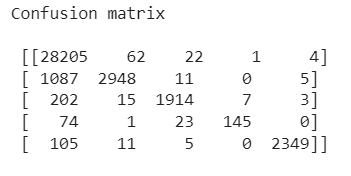 Confusion matrix
[[28205 62 22 1 4]
[ 1087 2948 11 0 5]
[ 202 15 1914 7 3]
[ 74 1 23 145 0]
[ 105 11 5 0 2349]]